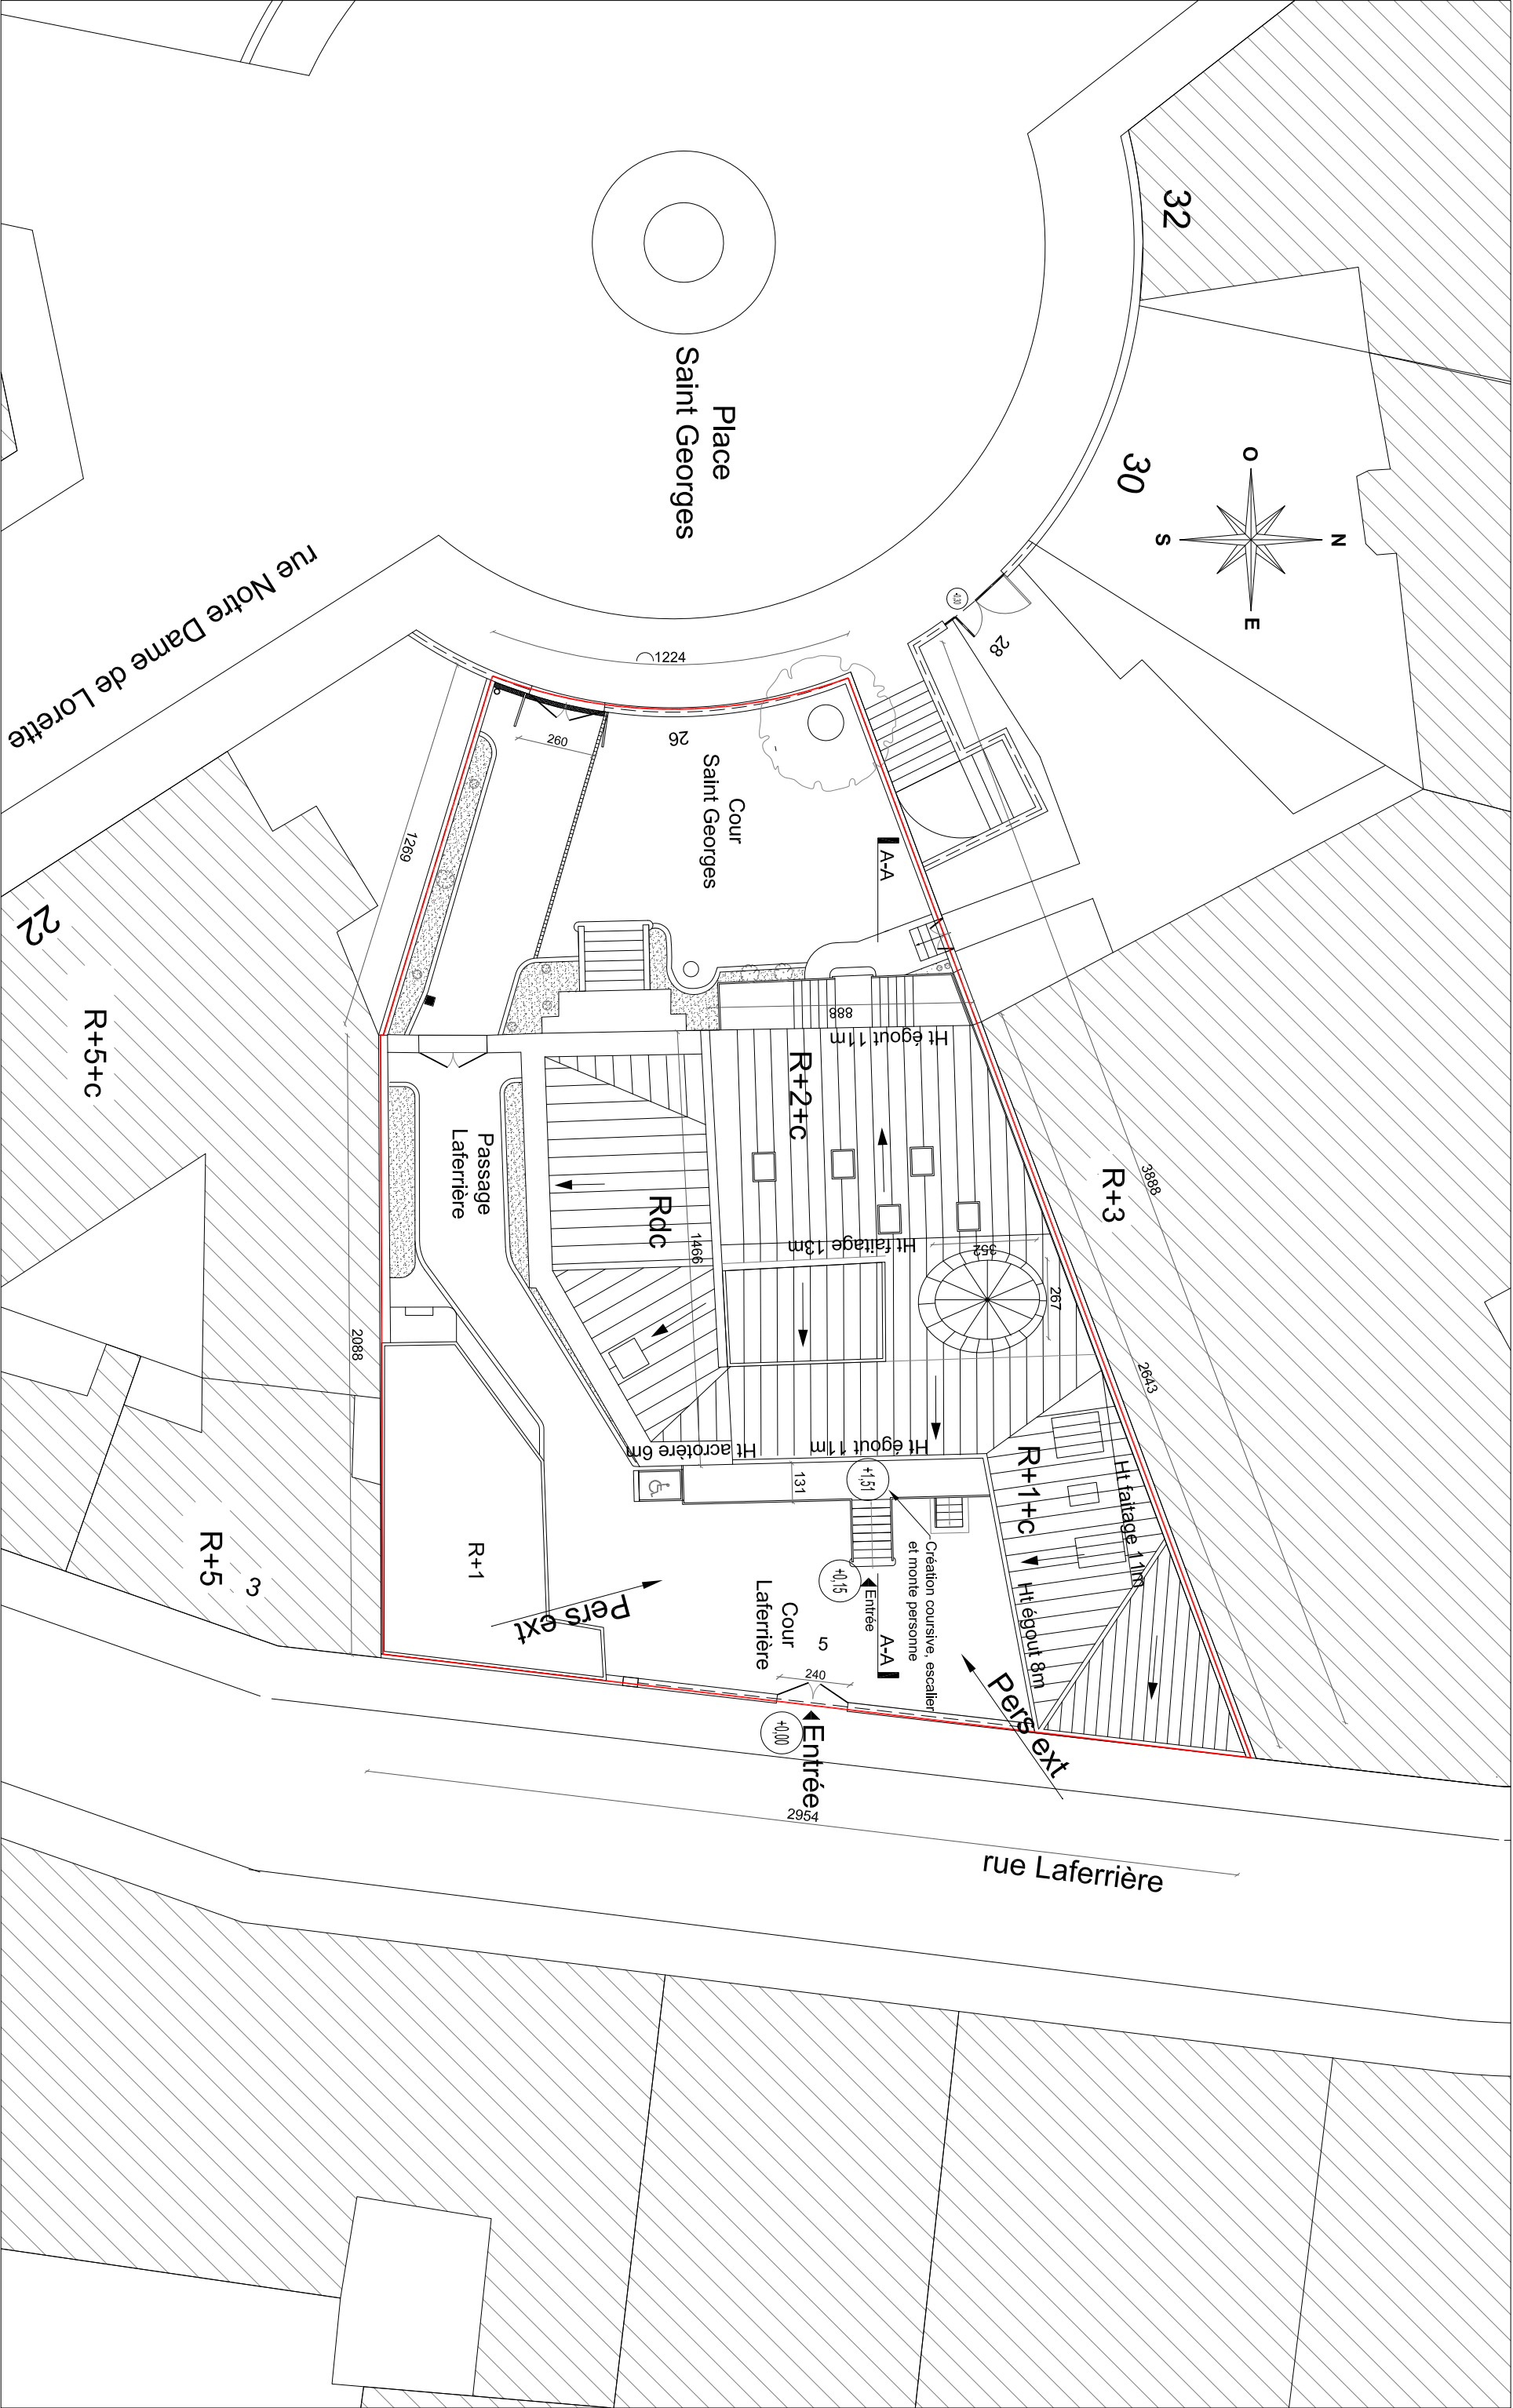 32
30
O
N
S
E
Place
Saint Georges
rue Notre Dame de Lorette
28
1224
260
26
Cour
Saint Georges
A-A
1269
22
R+5+c
888
Ht égout 11m
R+2+c
Passage
Laferrière
Rdc
1466
Ht faitage 13m
352
267
R+3
3888
2643
2088
Ht acrotère 6m
Ht égout 11m
131
+1,51
R+1+c
Ht faitage 11m
Ht égout 8m
Création coursive, escalier
et monte personne
R+1
R+5
3
Pers ext
+0,15
Entrée
A-A
Cour
Laferrière
5
240
Pers ext
+0,00
Entrée
2954
rue Laferrière